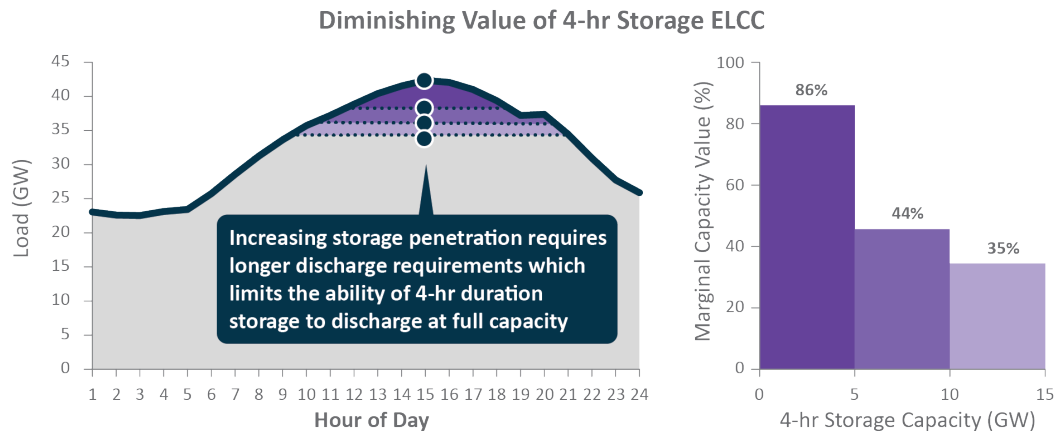 Diminishing Value of 4-hr Storage ELCC
Load (GW)
45
40
35
30
25
20
15
10
5
0
Increasing storage penetration requires
longer discharge requirements which
limits the ability of 4-hr duration
storage to discharge at full capacity
1 2 3 4 5 6 7 8 9 10 11 12 13 14 15 16 17 18 19 20 21 22 23 24
Hour of Day
Marginal Capacity Value (%)
100
80
60
40
20
0
86%
44%
35%
0 5 10 15
4-hr Storage Capacity (GW)